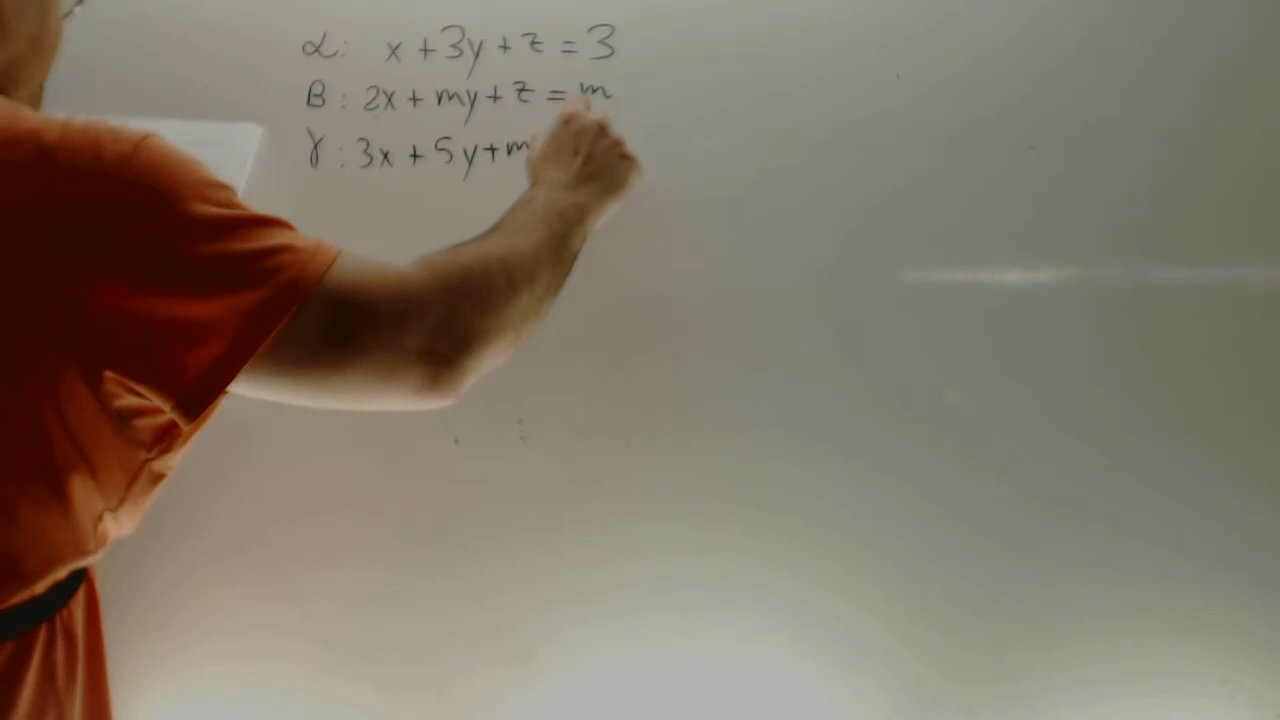 α: x + 3y + z = 3
B: 2x + my + z = m
γ: 3x + 5y + m